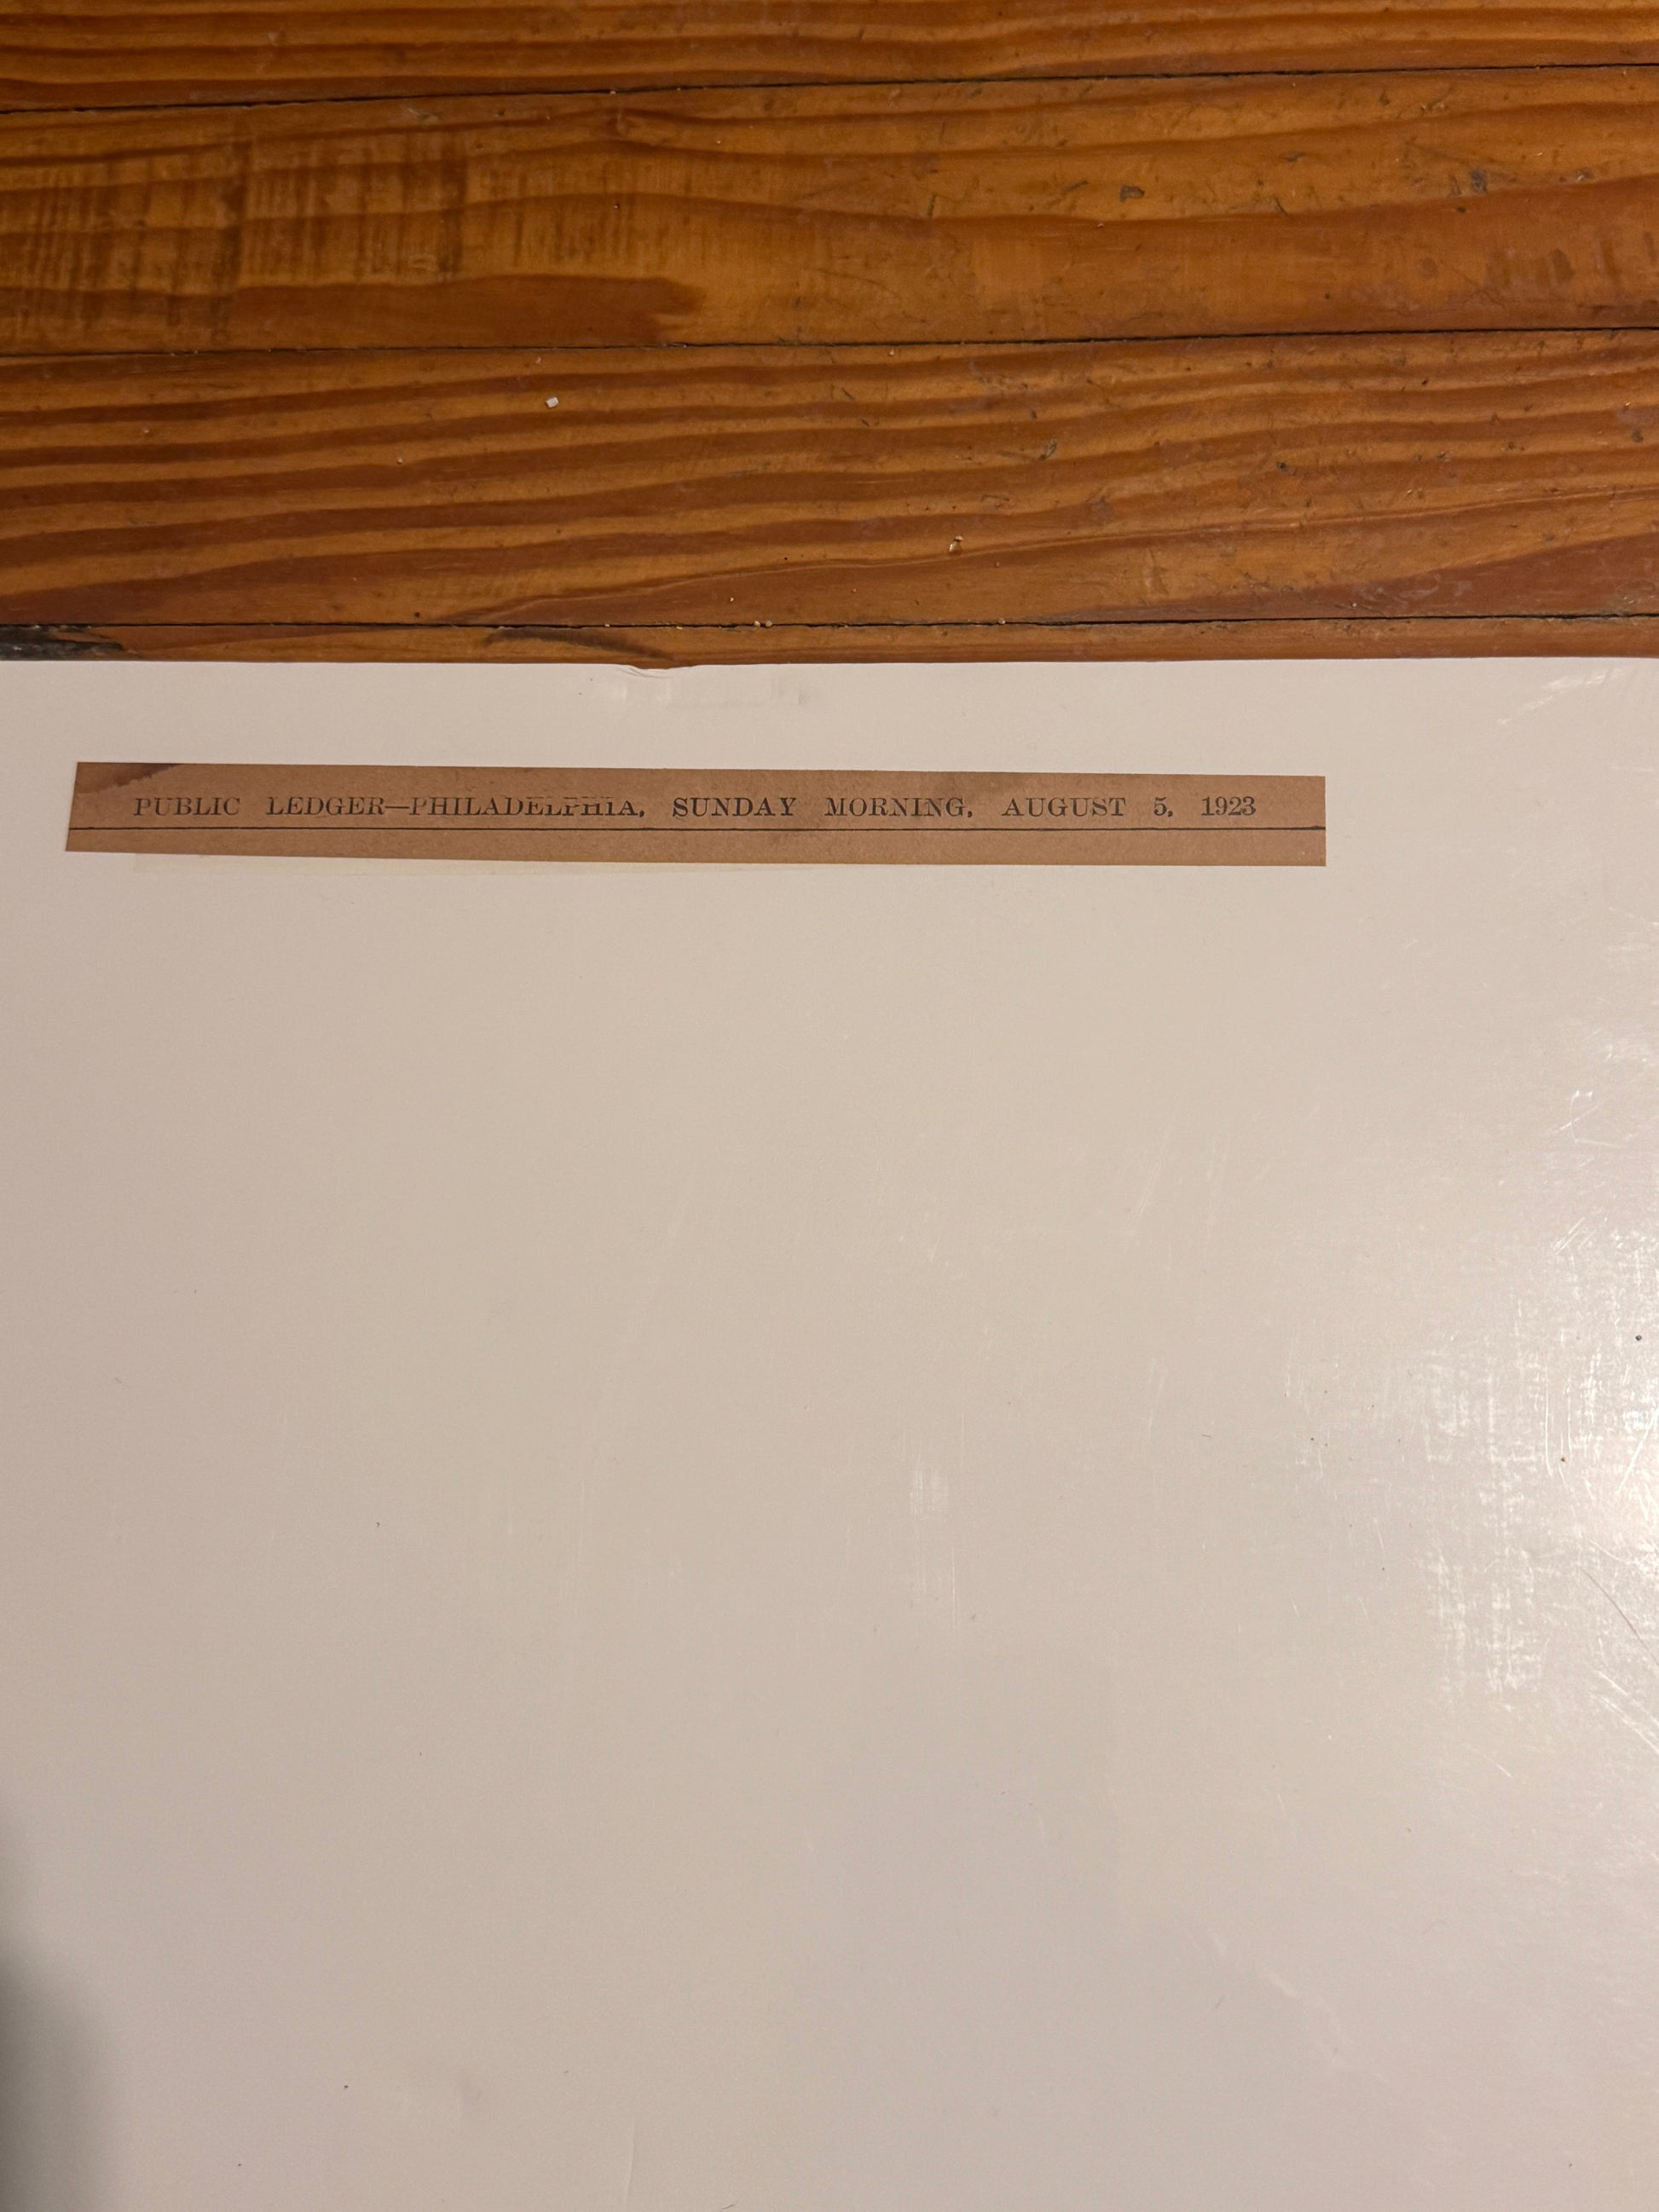 PUBLIC LEDGER—PHILADELPHIA, SUNDAY MORNING, AUGUST 5, 1923